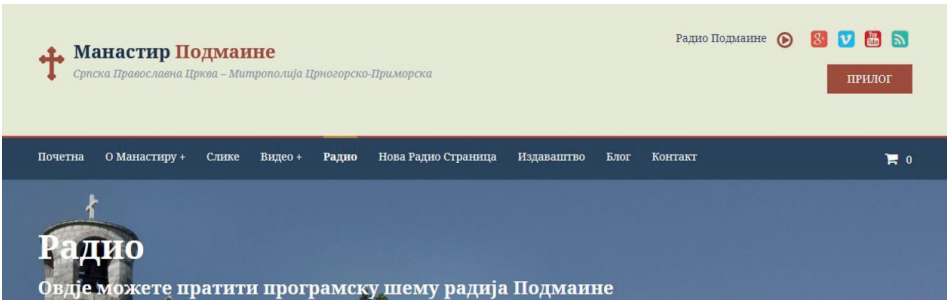 Манастир Подмаине
Српска Православна Црква – Митрополија Црногорско-Приморска
Радио Подмаине
ПРИЛОГ
Почетна О Манастиру + Слике Видео + Радио Нова Радио Страница Издаваштво Блог Контакт 0
Радио
Овдје можете пратити програмску шему радија Подмаине